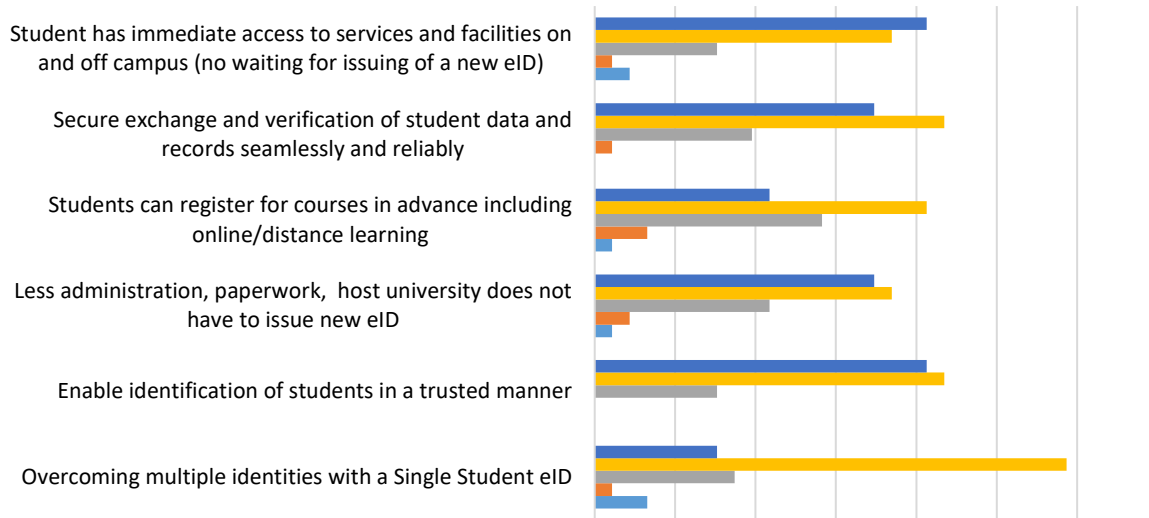 Student has immediate access to services and facilities on
and off campus (no waiting for issuing of a new eID)
Secure exchange and verification of student data and
records seamlessly and reliably
Students can register for courses in advance including
online/distance learning
Less administration, paperwork,  host university does not
have to issue new eID
Enable identification of students in a trusted manner
Overcoming multiple identities with a Single Student eID